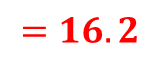 = 16.2